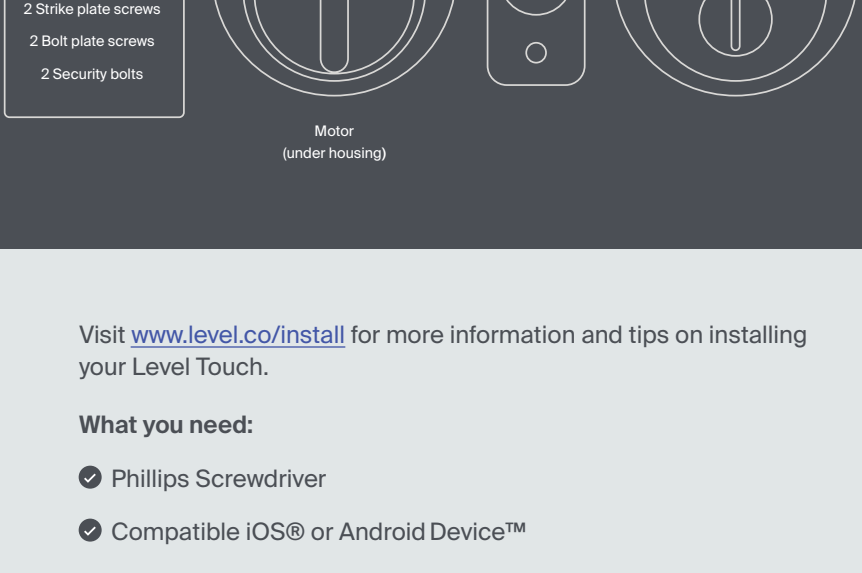 2 Strike plate screws
2 Bolt plate screws
2 Security bolts
Motor
(under housing)
Visit www.level.co/install for more information and tips on installing
your Level Touch.
What you need:
Phillips Screwdriver
Compatible iOS® or Android Device™